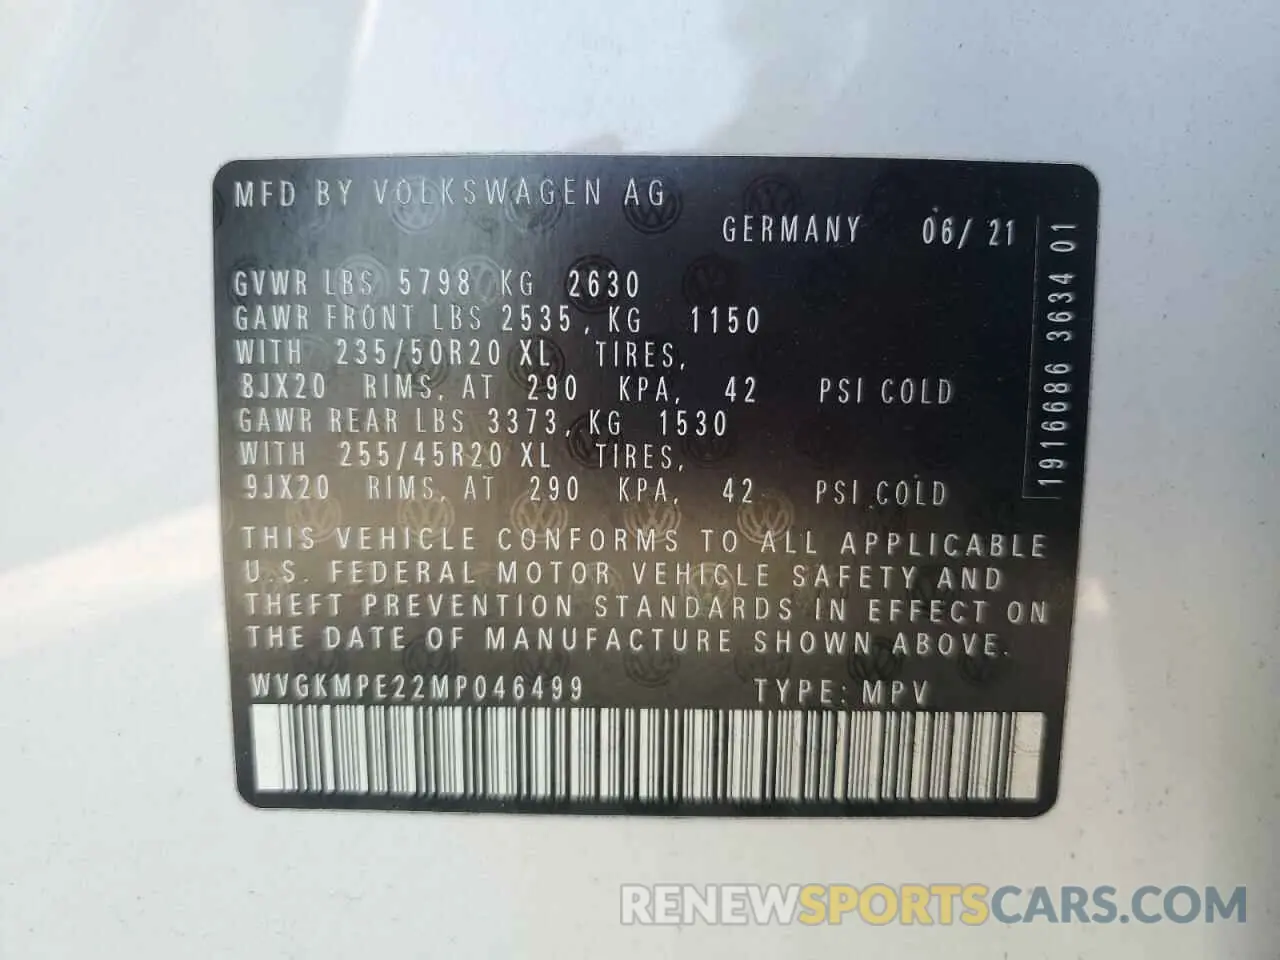 MFD BY VOLKSWAGEN AG
GERMANY 06/ 21
GVWR LBS 5798 KG 2630
GAWR FRONT LBS 2535, KG 1150
WITH 235/50R20 XL TIRES,
8JX20 RIMS, AT 290 KPA, 42 PSI COLD
GAWR REAR LBS 3373, KG 1530
WITH 255/45R20 XL TIRES,
9JX20 RIMS, AT 290 KPA, 42 PSI COLD
1916686 3634 01
THIS VEHICLE CONFORMS TO ALL APPLICABLE
U.S. FEDERAL MOTOR VEHICLE SAFETY AND
THEFT PREVENTION STANDARDS IN EFFECT ON
THE DATE OF MANUFACTURE SHOWN ABOVE.
WVGKMPE22MP046499 TYPE: MPV
RENEWSPORTSCARS.COM